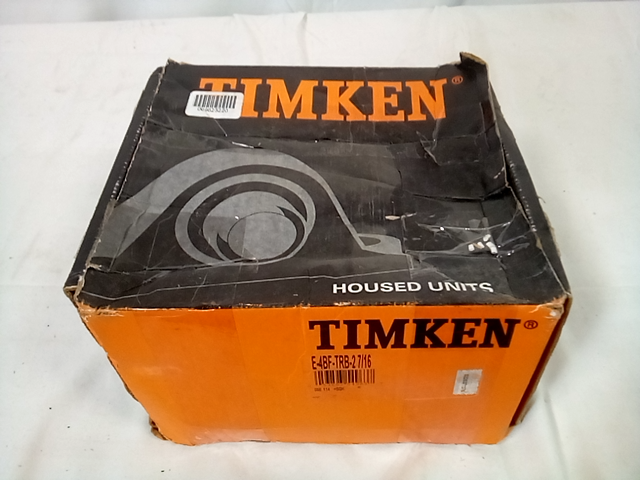 TIMKEN®
HOUSED UNITS
TIMKEN®
E-4BF-TRB-2 7/16